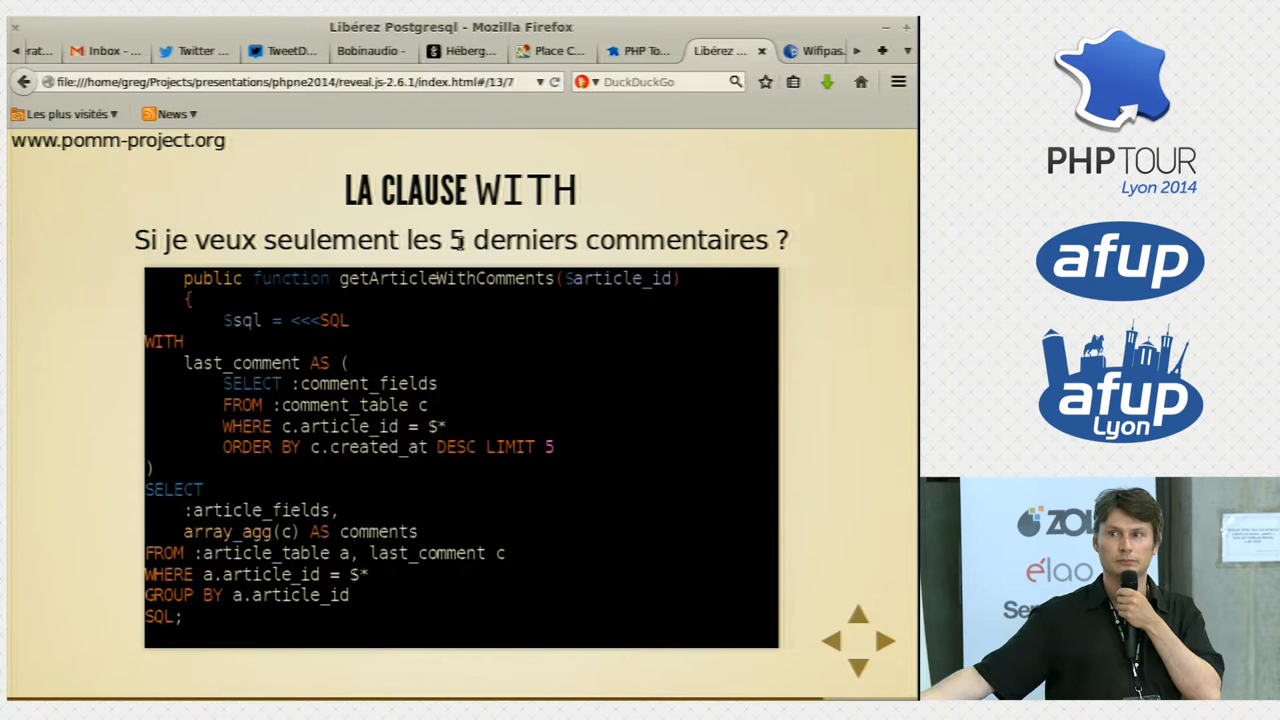 Libérez Postgresql - Mozilla Firefox
erat...
Inbox - ...
Twitter ...
TweetD...
Bobinaudio -
Héberg...
Place C...
PHP To...
Libérez ...
Wifipas...
file:///home/greg/Projects/presentations/phpne2014/reveal.js-2.6.1/index.html#/13/7
DuckDuckGo
Les plus visités
News
www.pomm-project.org
LA CLAUSE WITH
Si je veux seulement les 5 derniers commentaires ?
public function getArticleWithComments($article_id)
{
$sql = <<<SQL
WITH
last_comment AS (
SELECT :comment_fields
FROM :comment_table c
WHERE c.article_id = $*
ORDER BY c.created_at DESC LIMIT 5
)
SELECT
:article_fields,
array_agg(c) AS comments
FROM :article_table a, last_comment c
WHERE a.article_id = $*
GROUP BY a.article_id
SQL;
PHP TOUR
Lyon 2014
afup
afup
Lyon
ZOL
élao
Se